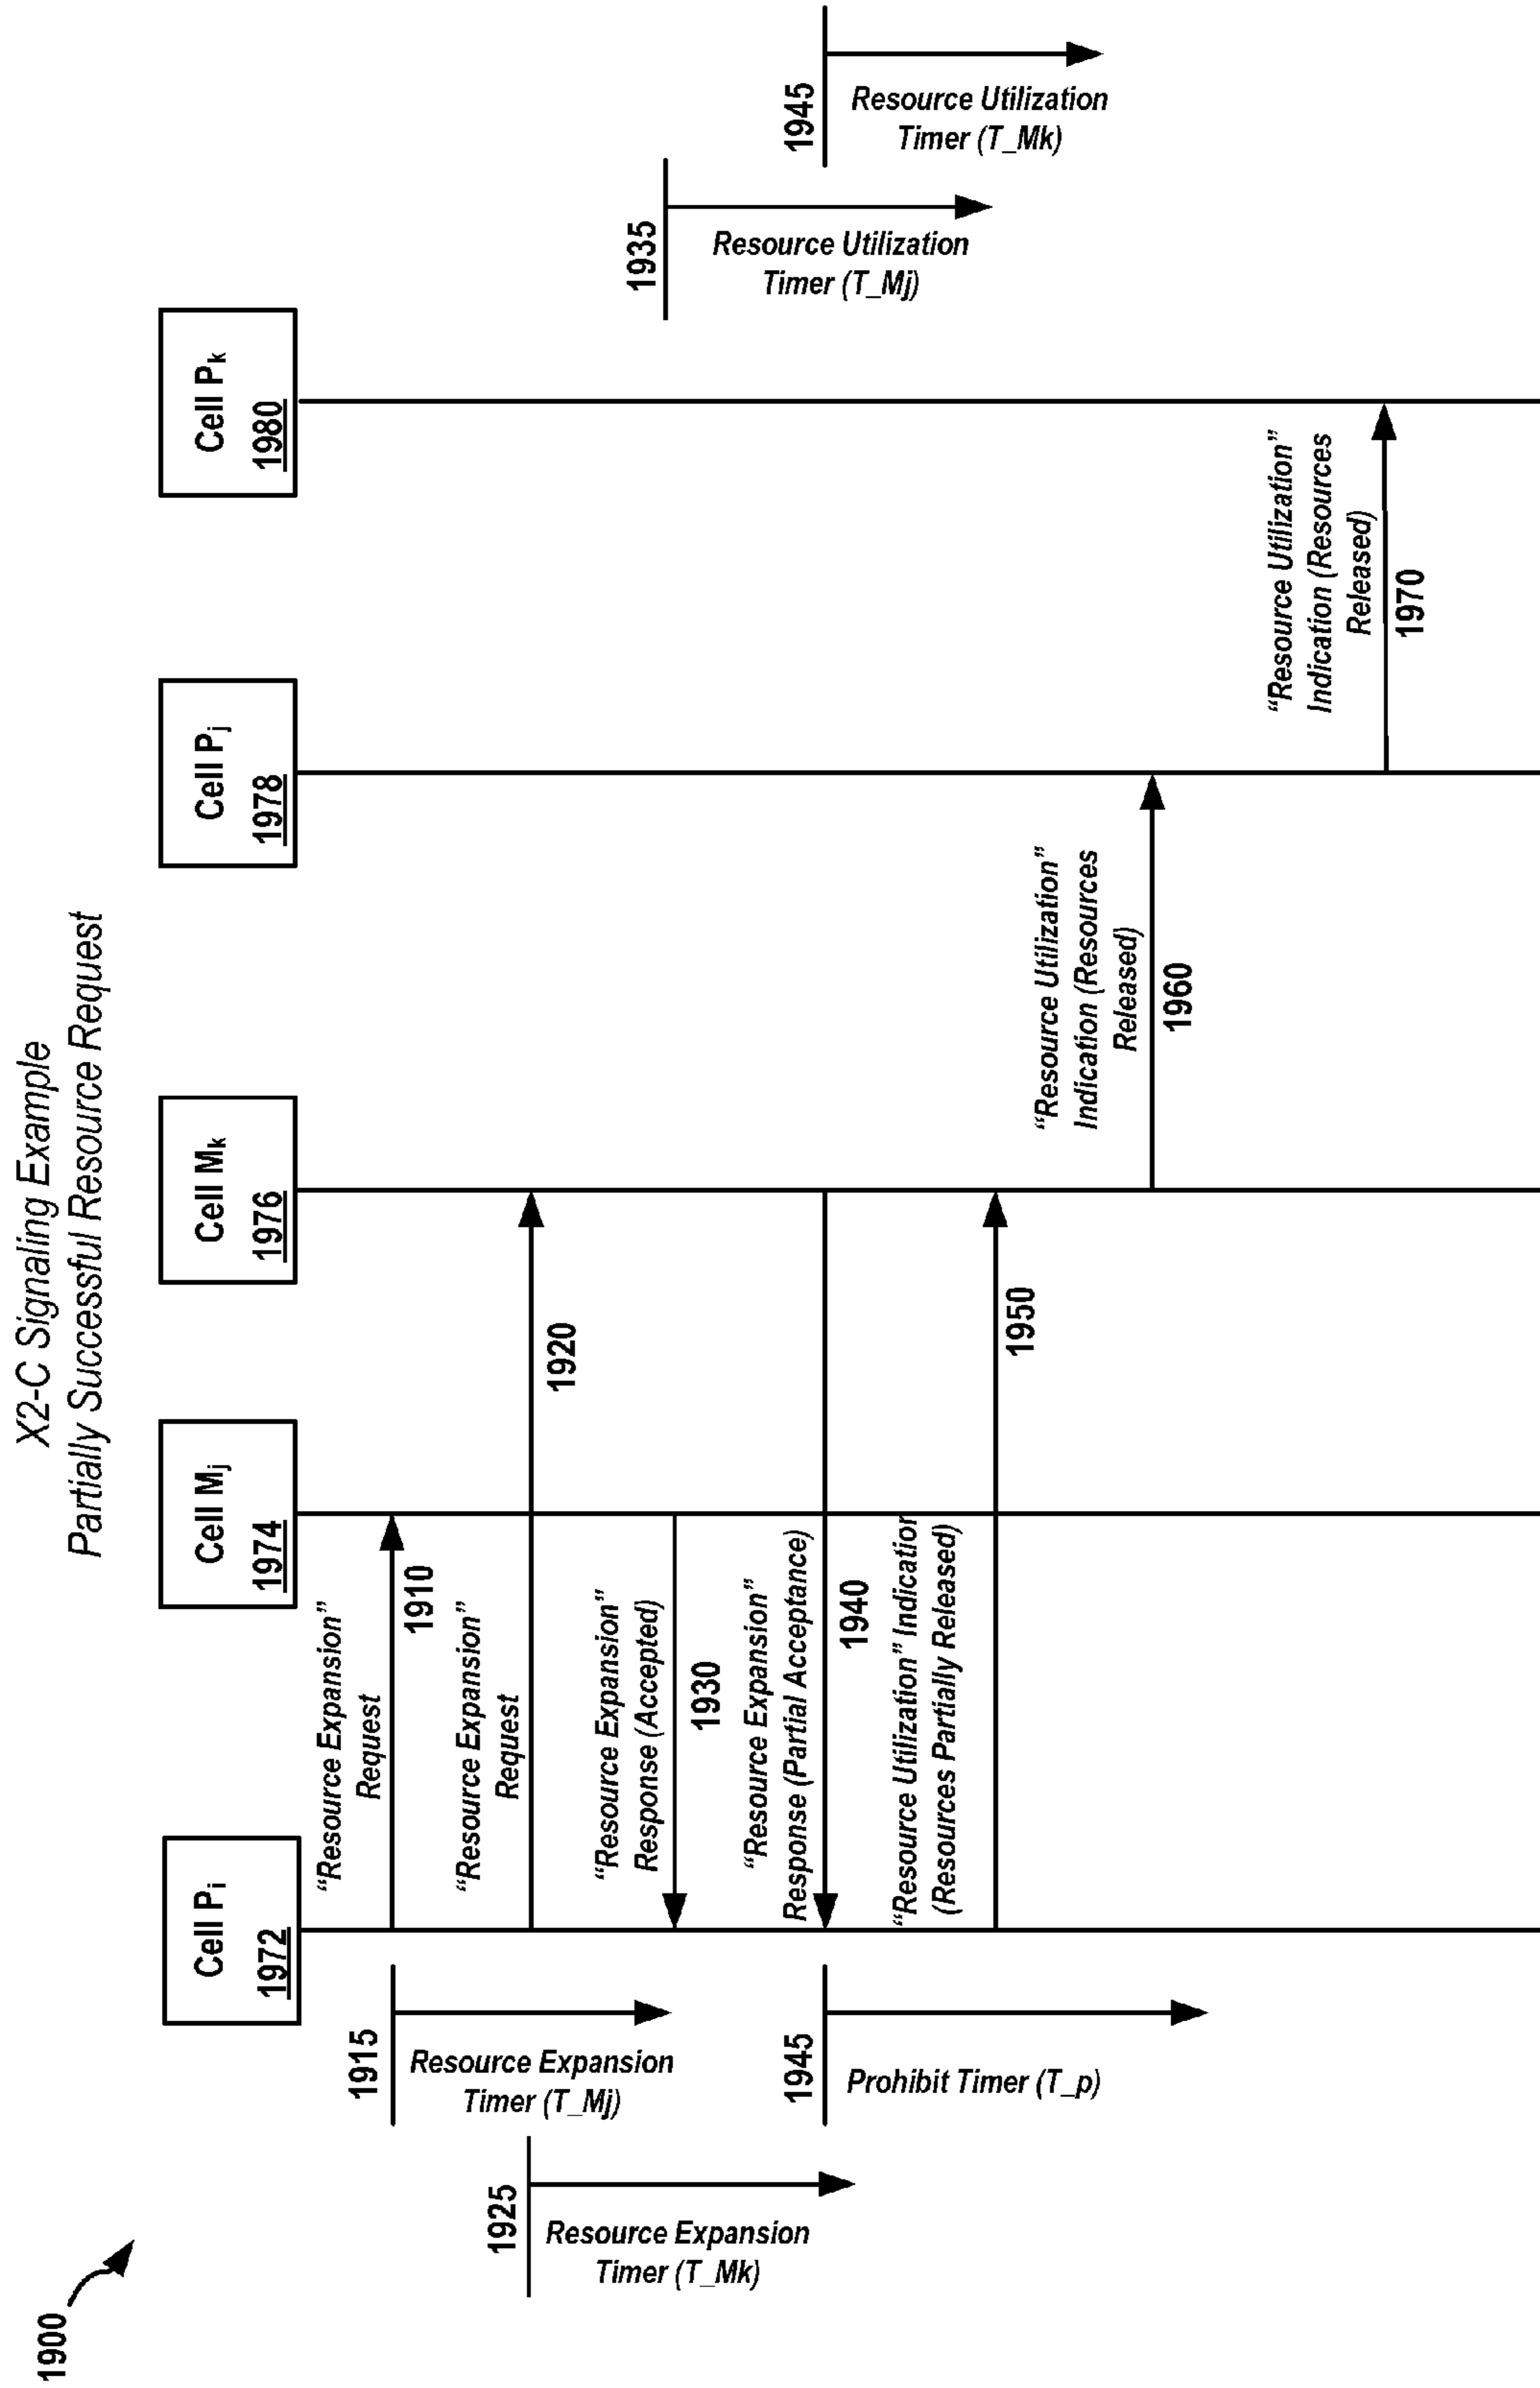 1900
X2-C Signaling Example
Partially Successful Resource Request
Cell Pi
1972
Cell Mj
1974
Cell Mk
1976
Cell Pj
1978
Cell Pk
1980
1915
Resource Expansion
Timer (T_Mj)
“Resource Expansion”
Request
1910
1925
Resource Expansion
Timer (T_Mk)
“Resource Expansion”
Request
1920
“Resource Expansion”
Response (Accepted)
1930
1935
Resource Utilization
Timer (T_Mj)
1945
Prohibit Timer (T_p)
“Resource Expansion”
Response (Partial Acceptance)
1940
1945
Resource Utilization
Timer (T_Mk)
“Resource Utilization” Indication
(Resources Partially Released)
1950
“Resource Utilization”
Indication (Resources
Released)
1960
“Resource Utilization”
Indication (Resources
Released)
1970